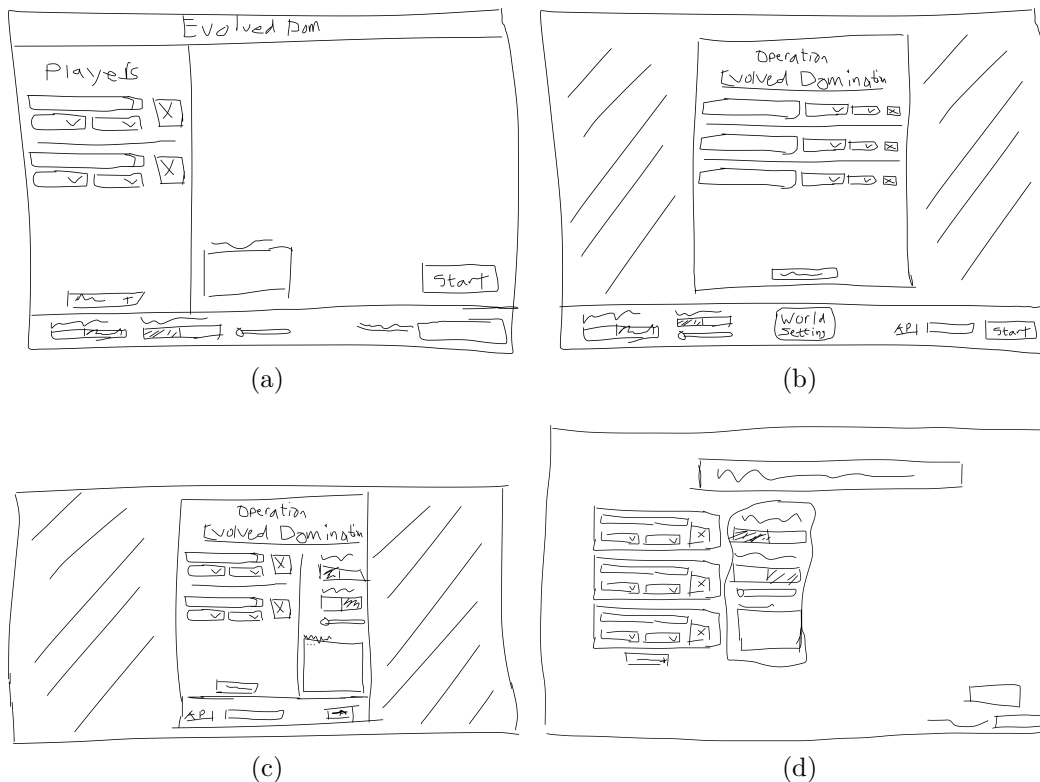 Evolved Dom
Players
X
X
Start
(a)
Operation
Evolved Domination
x
x
x
World
Setting
API
Start
(b)
Operation
Evolved Domination
X
X
API
(c)
x
x
x
(d)